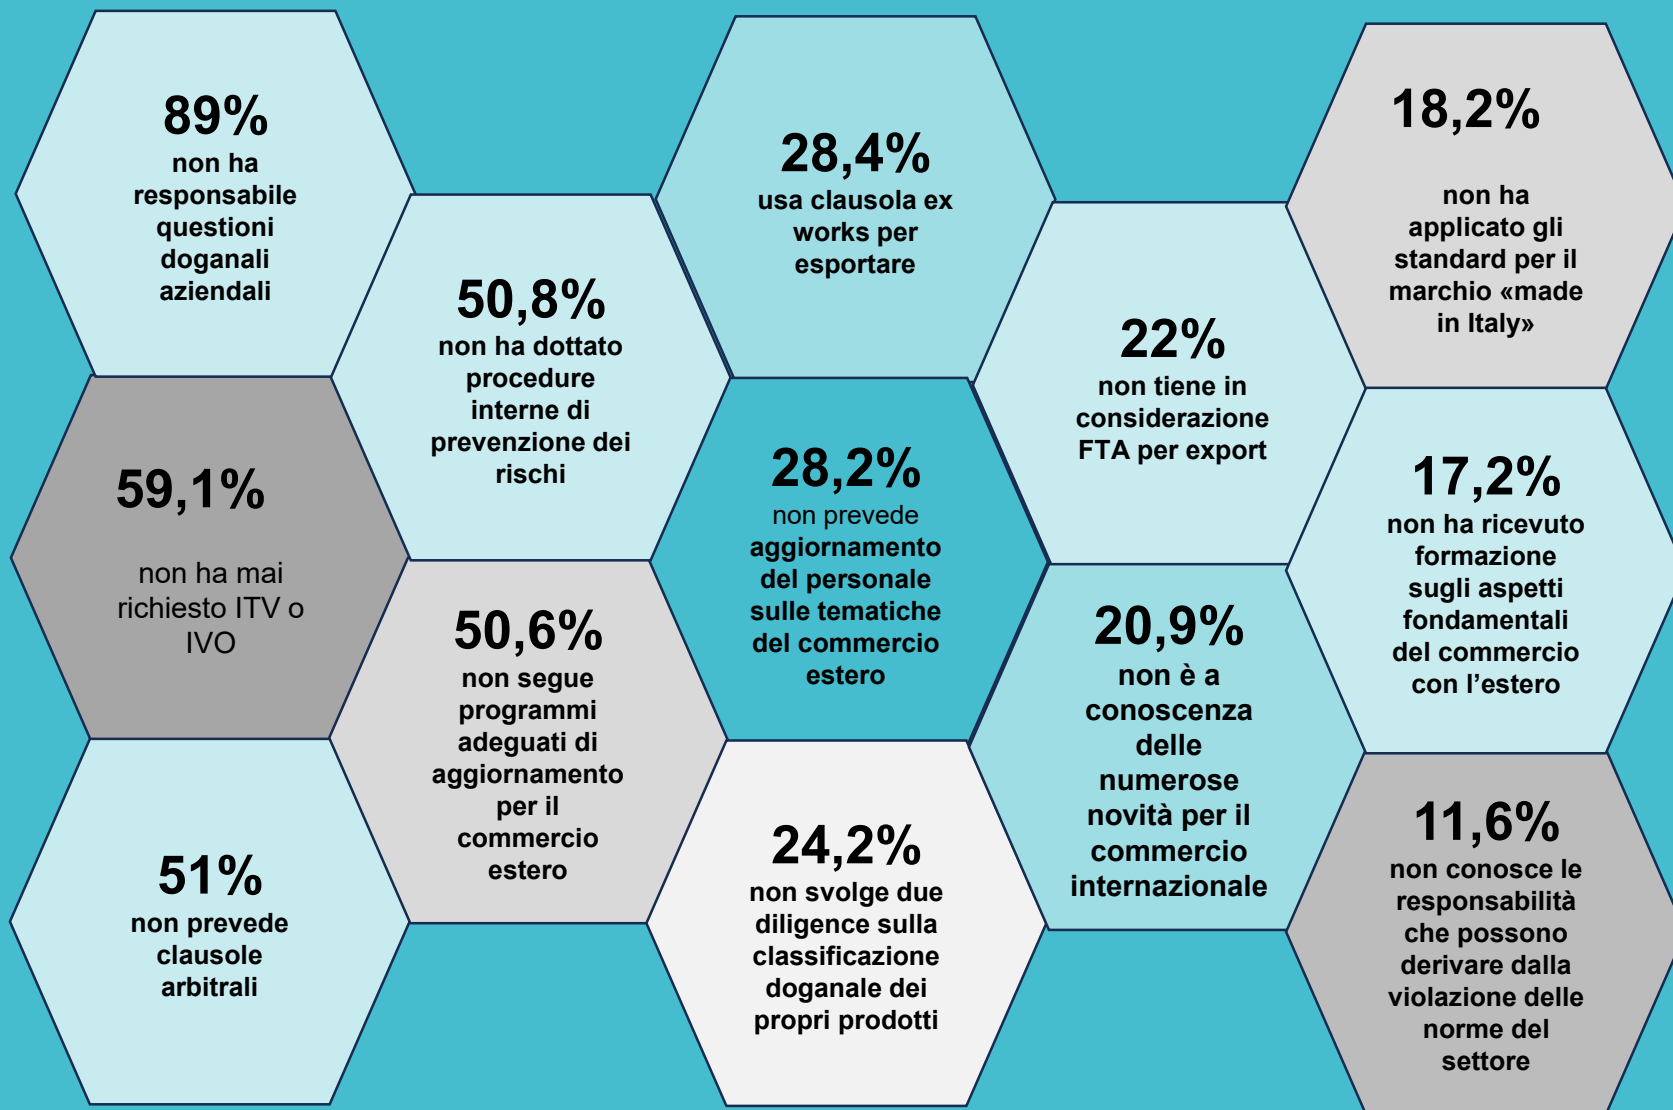 89%
non ha
responsabile
questioni
doganali
aziendali
59,1%
non ha mai
richiesto ITV o
IVO
51%
non prevede
clausole
arbitrali
50,8%
non ha dottato
procedure
interne di
prevenzione dei
rischi
50,6%
non segue
programmi
adeguati di
aggiornamento
per il
commercio
estero
28,4%
usa clausola ex
works per
esportare
28,2%
non prevede
aggiornamento
del personale
sulle tematiche
del commercio
estero
24,2%
non svolge due
diligence sulla
classificazione
doganale dei
propri prodotti
22%
non tiene in
considerazione
FTA per export
20,9%
non è a
conoscenza
delle
numerose
novità per il
commercio
internazionale
18,2%
non ha
applicato gli
standard per il
marchio «made
in Italy»
17,2%
non ha ricevuto
formazione
sugli aspetti
fondamentali
del commercio
con l’estero
11,6%
non conosce le
responsabilità
che possono
derivare dalla
violazione delle
norme del
settore